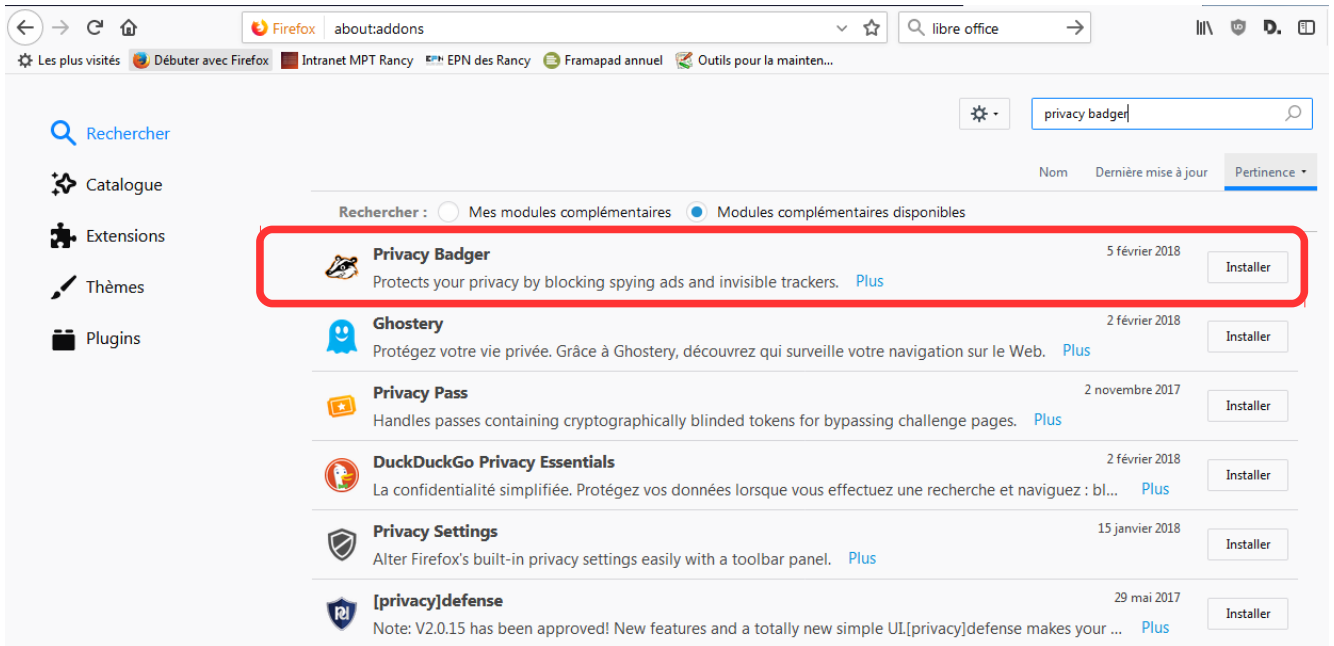 Firefox about:addons libre office D.
Les plus visités Débuter avec Firefox Intranet MPT Rancy EPN des Rancy Framapad annuel Outils pour la mainten...
privacy badger
Rechercher
Nom Dernière mise à jour Pertinence
Catalogue
Rechercher : Mes modules complémentaires Modules complémentaires disponibles
Extensions
Privacy Badger 5 février 2018
Installer
Protects your privacy by blocking spying ads and invisible trackers. Plus
Thèmes
Ghostery 2 février 2018
Installer
Protégez votre vie privée. Grâce à Ghostery, découvrez qui surveille votre navigation sur le Web. Plus
Plugins
Privacy Pass 2 novembre 2017
Installer
Handles passes containing cryptographically blinded tokens for bypassing challenge pages. Plus
DuckDuckGo Privacy Essentials 2 février 2018
Installer
La confidentialité simplifiée. Protégez vos données lorsque vous effectuez une recherche et naviguez : bl... Plus
Privacy Settings 15 janvier 2018
Installer
Alter Firefox's built-in privacy settings easily with a toolbar panel. Plus
[privacy]defense 29 mai 2017
Installer
Note: V2.0.15 has been approved! New features and a totally new simple UI.[privacy]defense makes your ... Plus